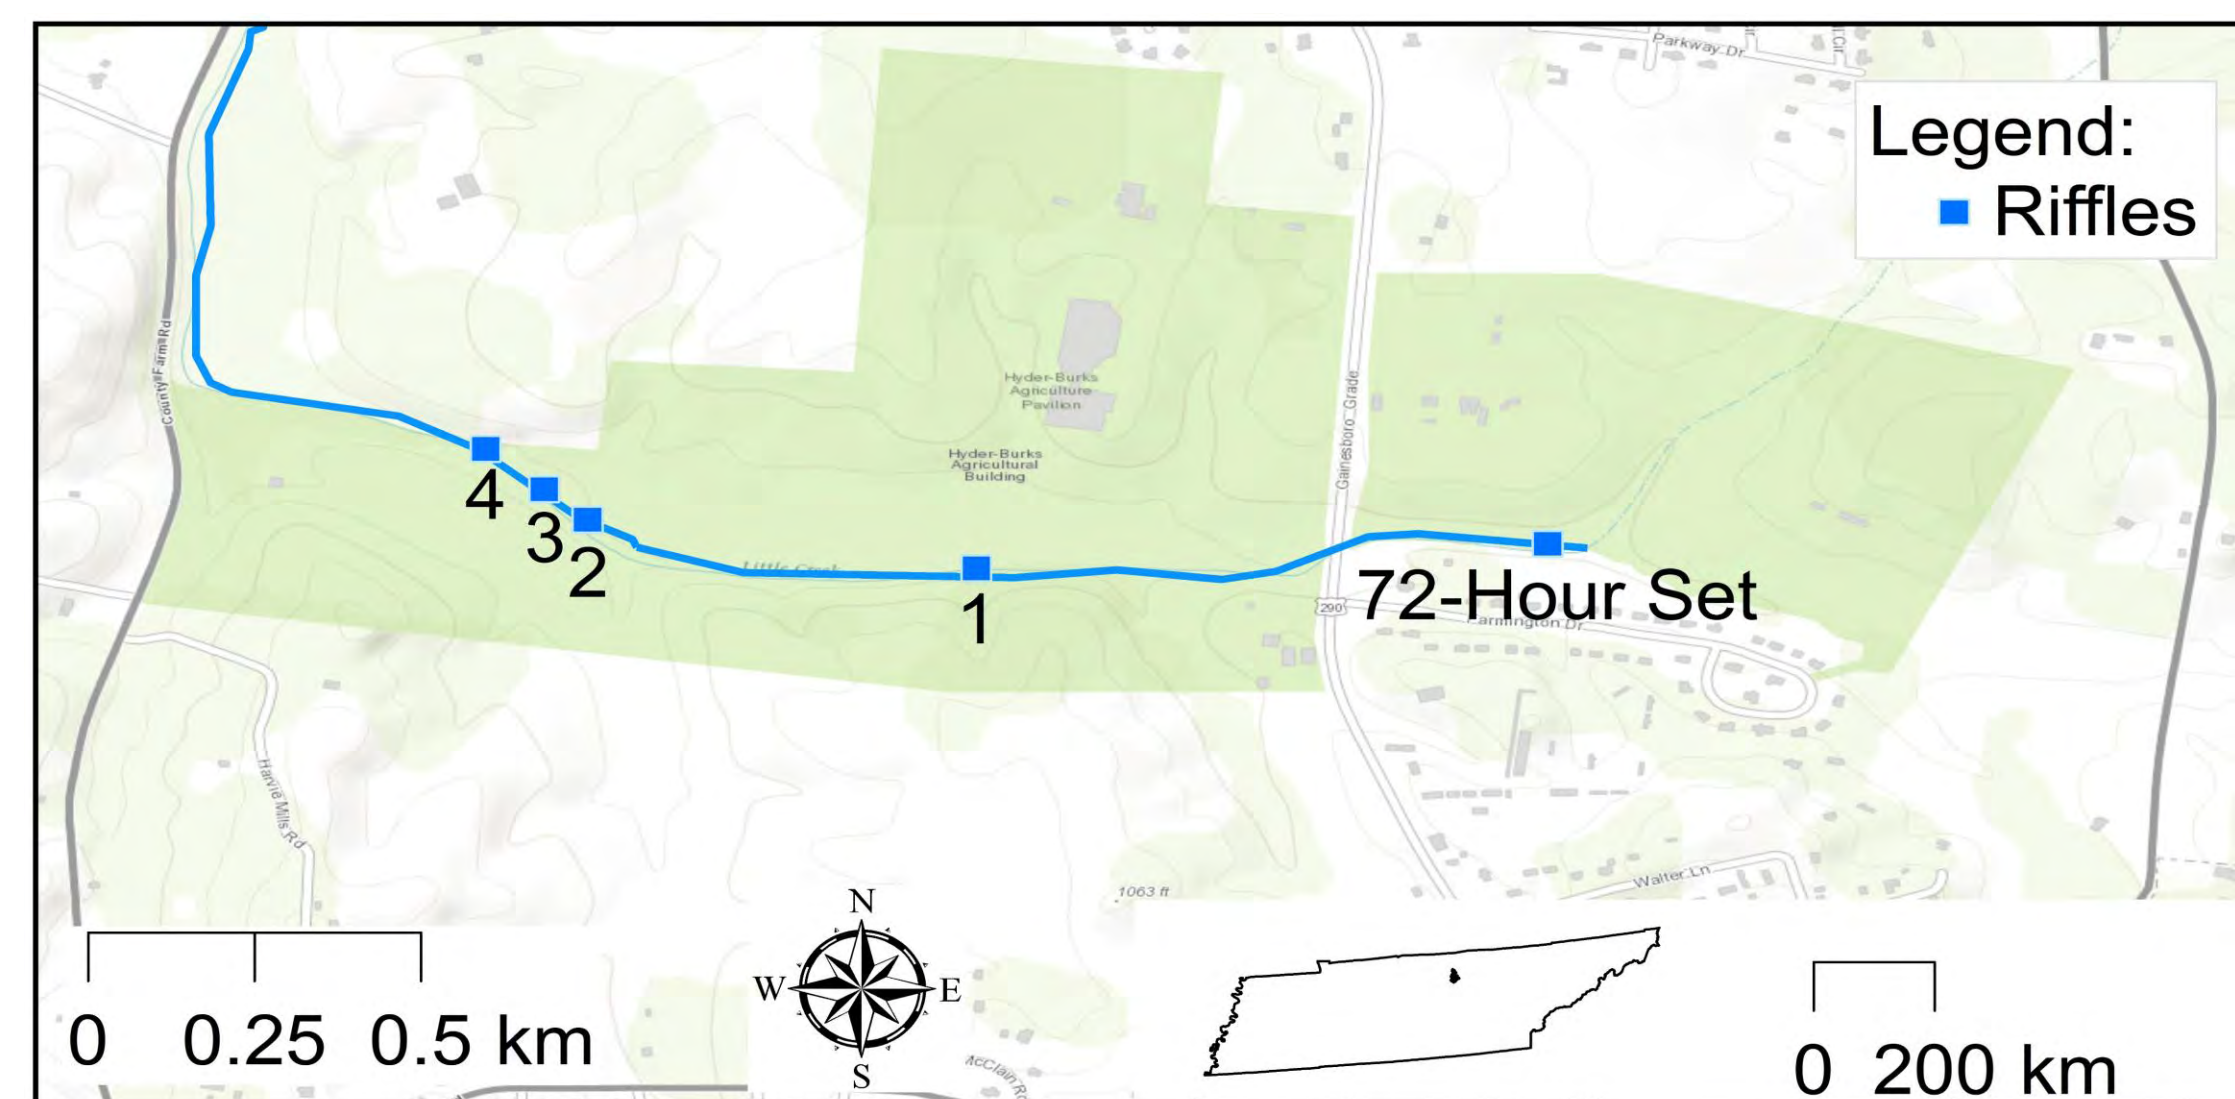 Parkway Dr
Cir
Legend:
Riffles
County Farm Rd
Hyder-Burks
Agriculture
Pavilion
Gainesboro Grade
Hyder-Burks
Agricultural
Building
4
3
2
Little Creek
1
72-Hour Set
290
Farmington Dr
Harvie Mills Rd
Walter Ln
1063 ft
N
W E
S
0 0.25 0.5 km
0 200 km
McClain